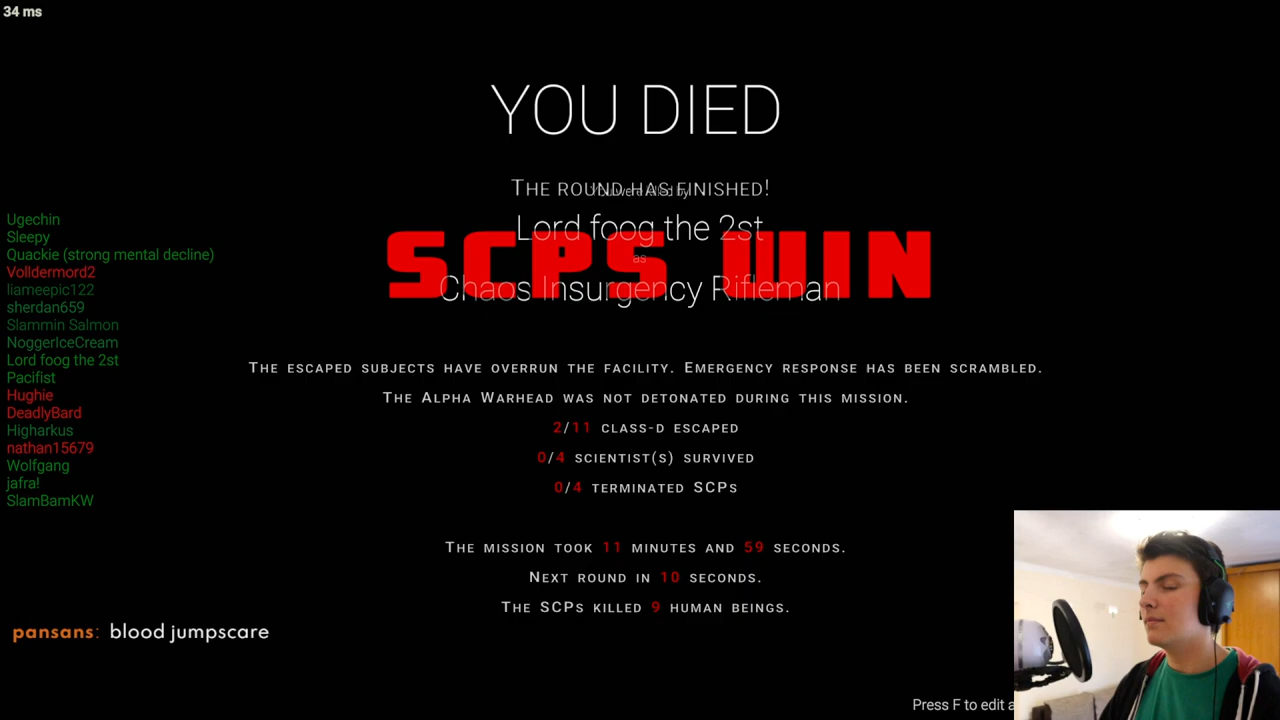 34 ms
YOU DIED
THE ROUND HAS FINISHED!
You were killed by
Lord foog the 2st
SCPS WIN
as
Chaos Insurgency Rifleman
Ugechin
Sleepy
Quackie (strong mental decline)
Volldermord2
liameepic122
sherdan659
Slammin Salmon
NoggerIceCream
Lord foog the 2st
Pacifist
Hughie
DeadlyBard
Higharkus
nathan15679
Wolfgang
jafra!
SlamBamKW
THE ESCAPED SUBJECTS HAVE OVERRUN THE FACILITY. EMERGENCY RESPONSE HAS BEEN SCRAMBLED.
THE ALPHA WARHEAD WAS NOT DETONATED DURING THIS MISSION.
2/11 CLASS-D ESCAPED
0/4 SCIENTIST(S) SURVIVED
0/4 TERMINATED SCPS
THE MISSION TOOK 11 MINUTES AND 59 SECONDS.
NEXT ROUND IN 10 SECONDS.
THE SCPS KILLED 9 HUMAN BEINGS.
pansans: blood jumpscare
Press F to edit